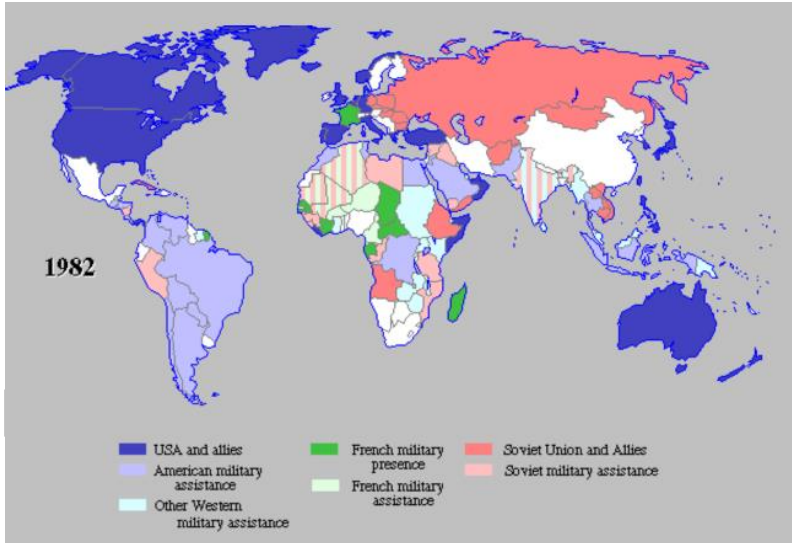 1982
USA and allies
American military
assistance
Other Western
military assistance
French military
presence
French military
assistance
Soviet Union and Allies
Soviet military assistance